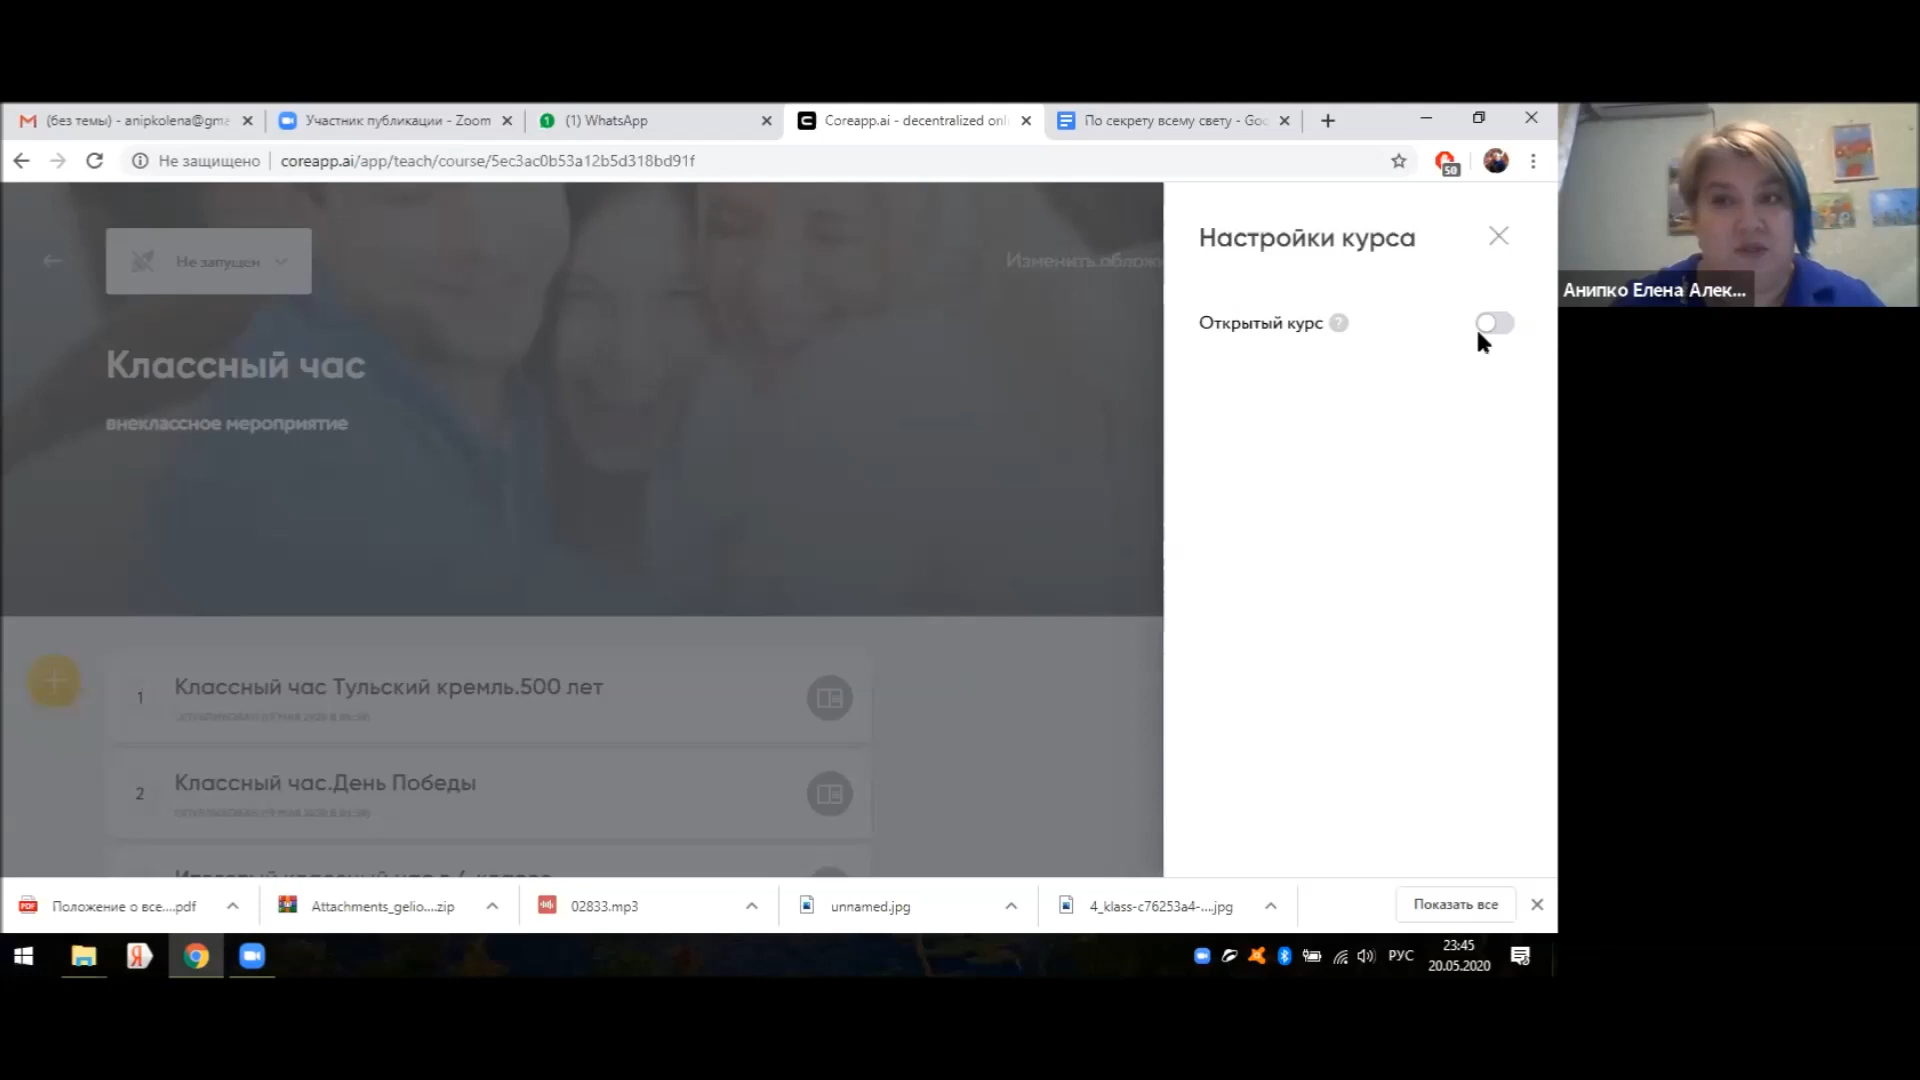 (без темы) - anipkolena@gma
Участник публикации - Zoom
(1) WhatsApp
Coreapp.ai - decentralized onl
По секрету всему свету - Goo
Не защищено
coreapp.ai/app/teach/course/5ec3ac0b53a12b5d318bd91f
50
Не запущен
Изменить облож
Настройки курса
Открытый курс ?
Классный час
внеклассное мероприятие
Анипко Елена Алек...
1
Классный час Тульский кремль.500 лет
2
Классный час.День Победы
Положение о все....pdf
Attachments_gelio....zip
02833.mp3
unnamed.jpg
4_klass-c76253a4-....jpg
Показать все
РУС
23:45
20.05.2020